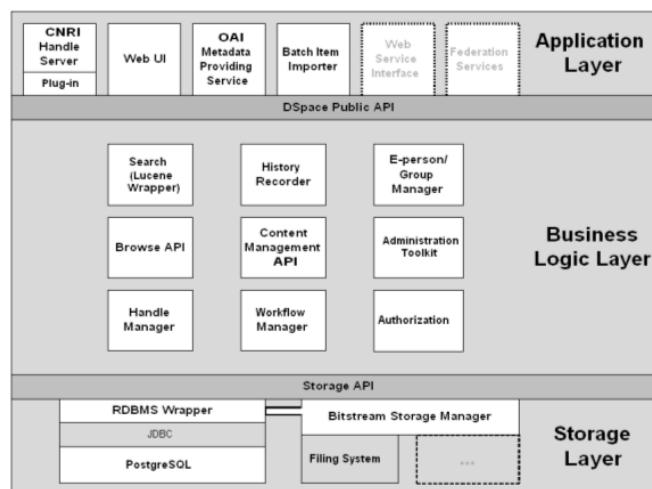 CNRI
Handle
Server
Plug-in
Web UI
OAI
Metadata
Providing
Service
Batch Item
Importer
Web
Service
Interface
Federation
Services
Application
Layer
DSpace Public API
Search
(Lucene
Wrapper)
History
Recorder
E-person/
Group
Manager
Browse API
Content
Management
API
Administration
Toolkit
Business
Logic Layer
Handle
Manager
Workflow
Manager
Authorization
Storage API
RDBMS Wrapper
JDBC
PostgreSQL
Bitstream Storage Manager
Filing System
...
Storage
Layer